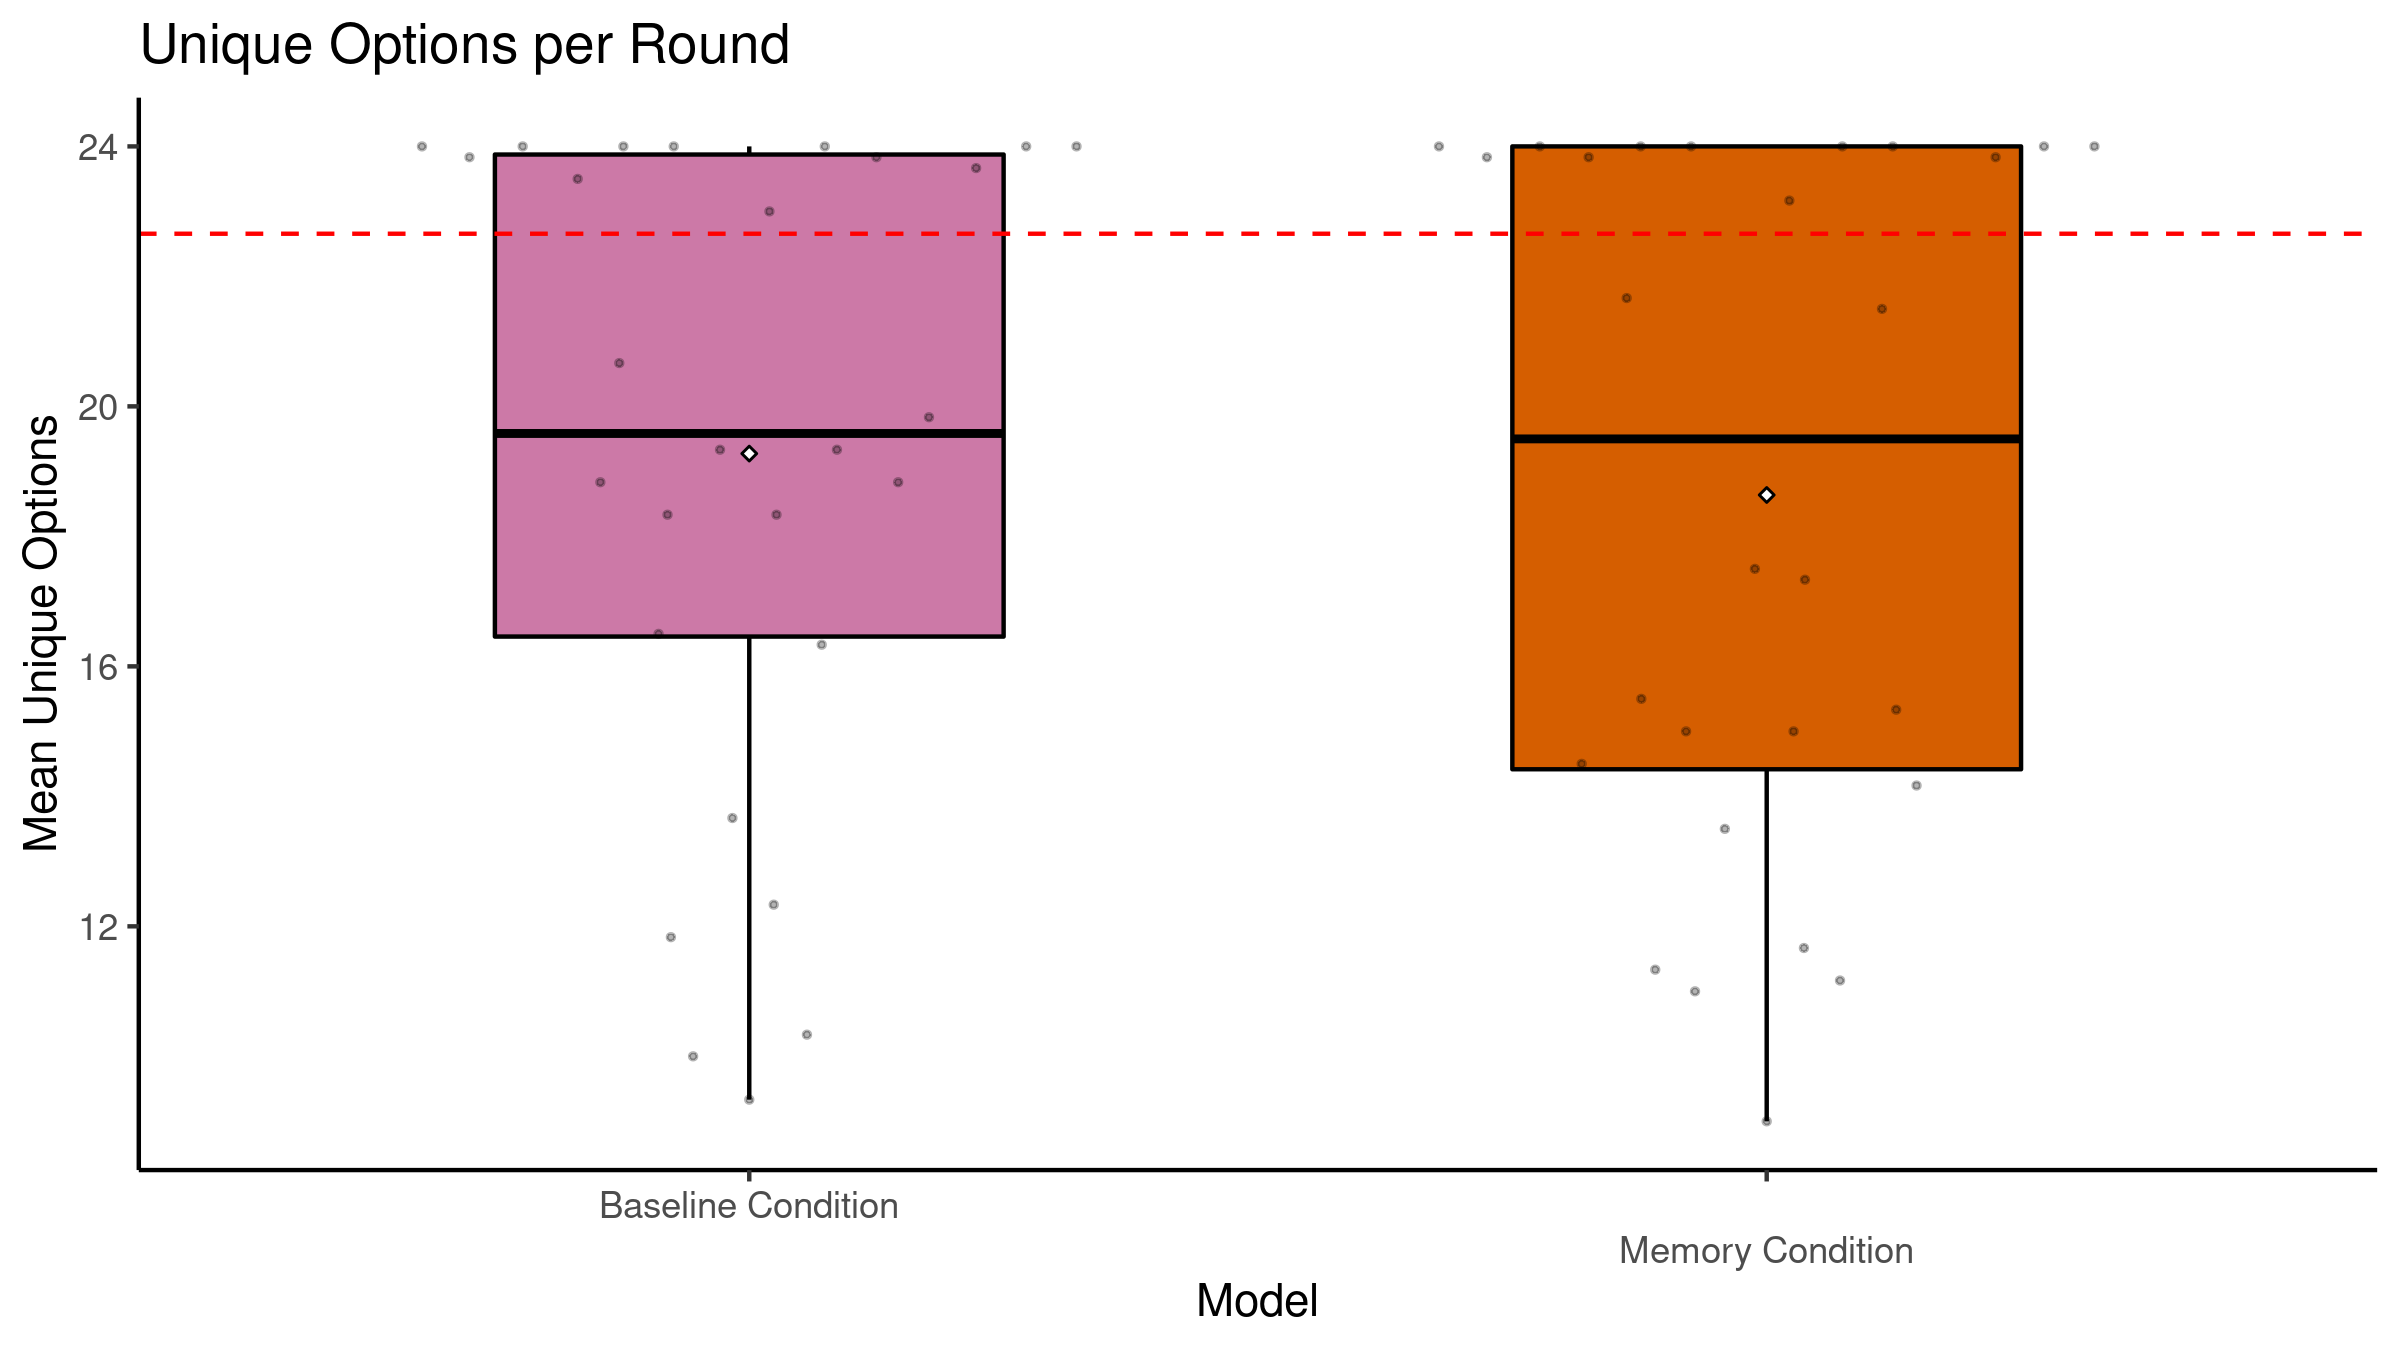 Unique Options per Round
Mean Unique Options
24
20
16
12
Baseline Condition
Memory Condition
Model